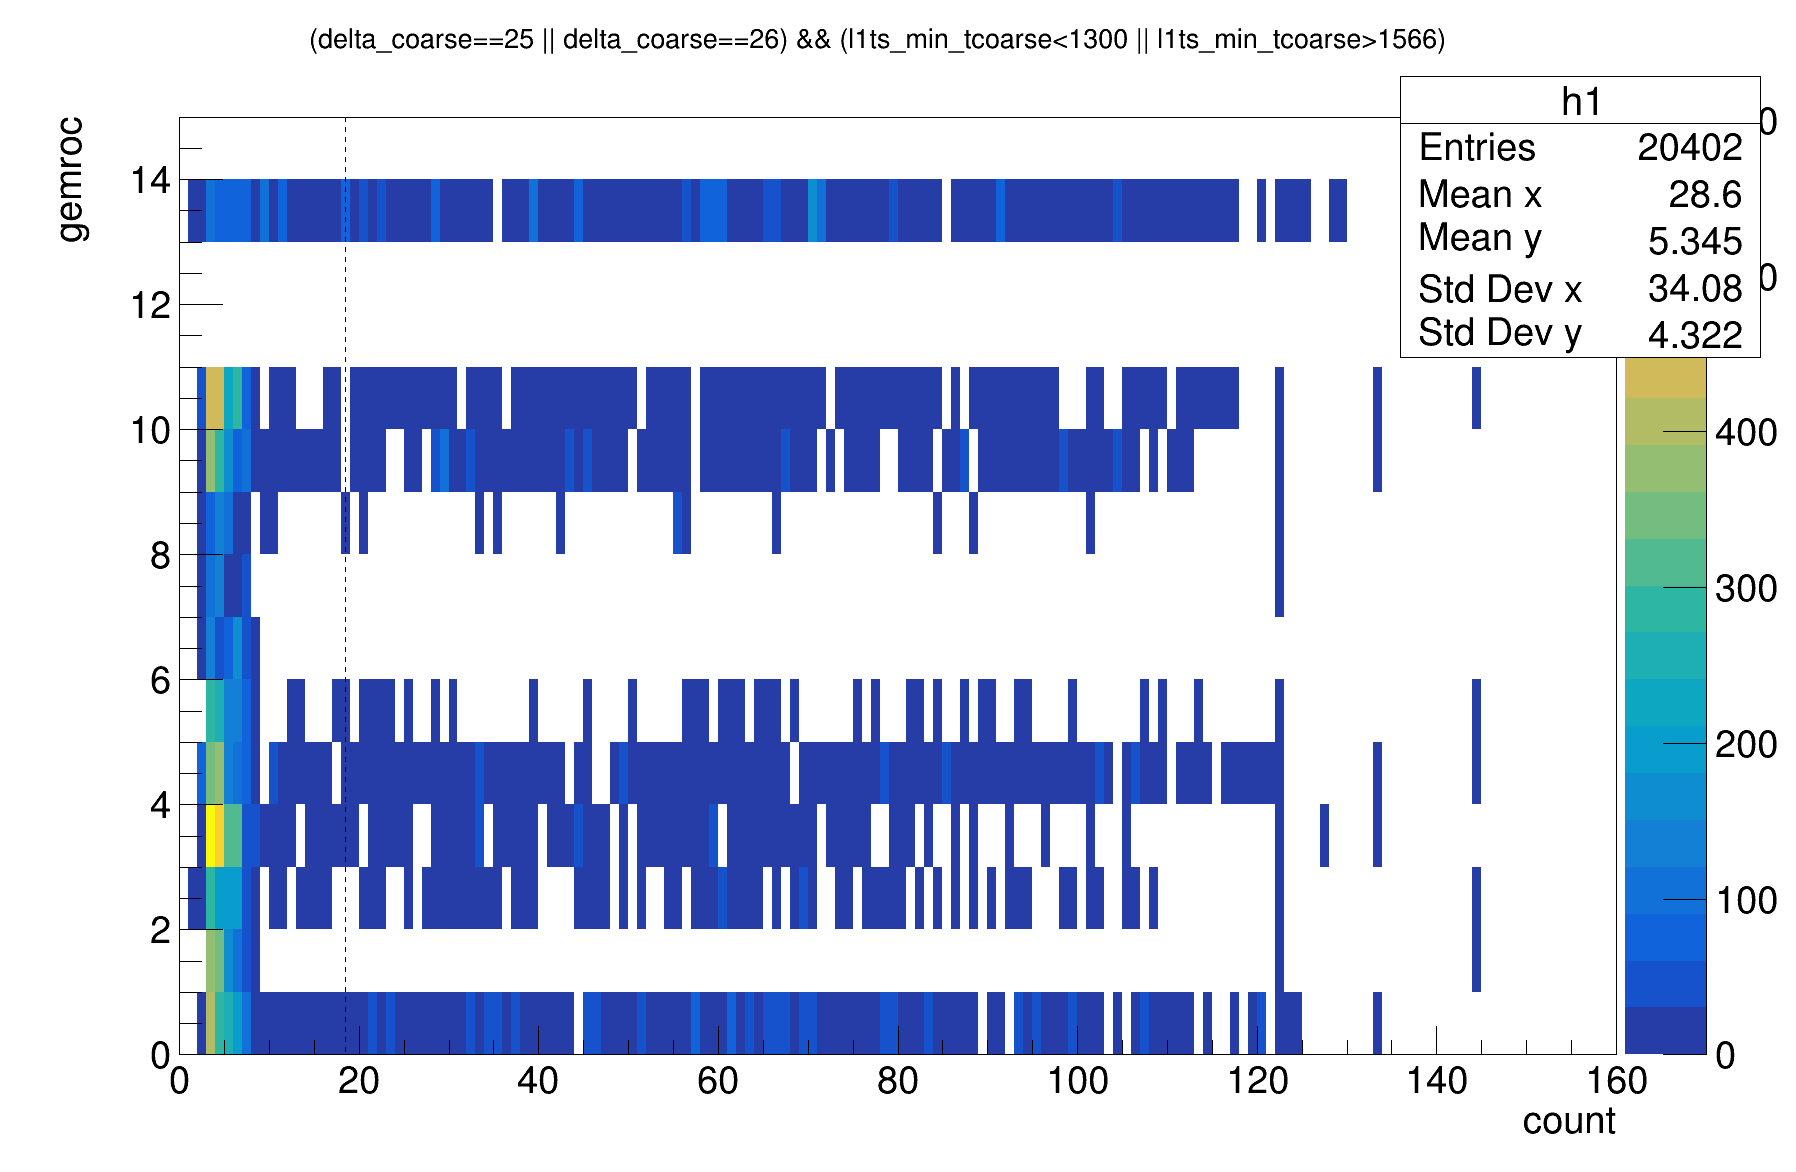 (delta_coarse==25 || delta_coarse==26) && (l1ts_min_tcoarse<1300 || l1ts_min_tcoarse>1566)
h1
Entries 20402
Mean x 28.6
Mean y 5.345
Std Dev x 34.08
Std Dev y 4.322
gemroc
14
12
10
8
6
4
2
0
0 20 40 60 80 100 120 140 160
count
0
0
400
300
200
100
0